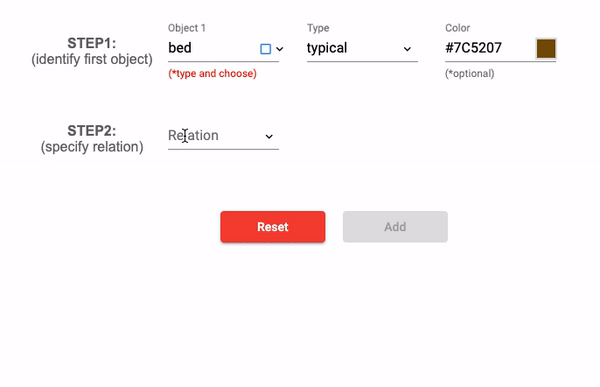 Object 1 Type Color
STEP1:
(identify first object)
bed typical #7C5207
(*type and choose) (*optional)
STEP2:
(specify relation)
Relation
Reset Add